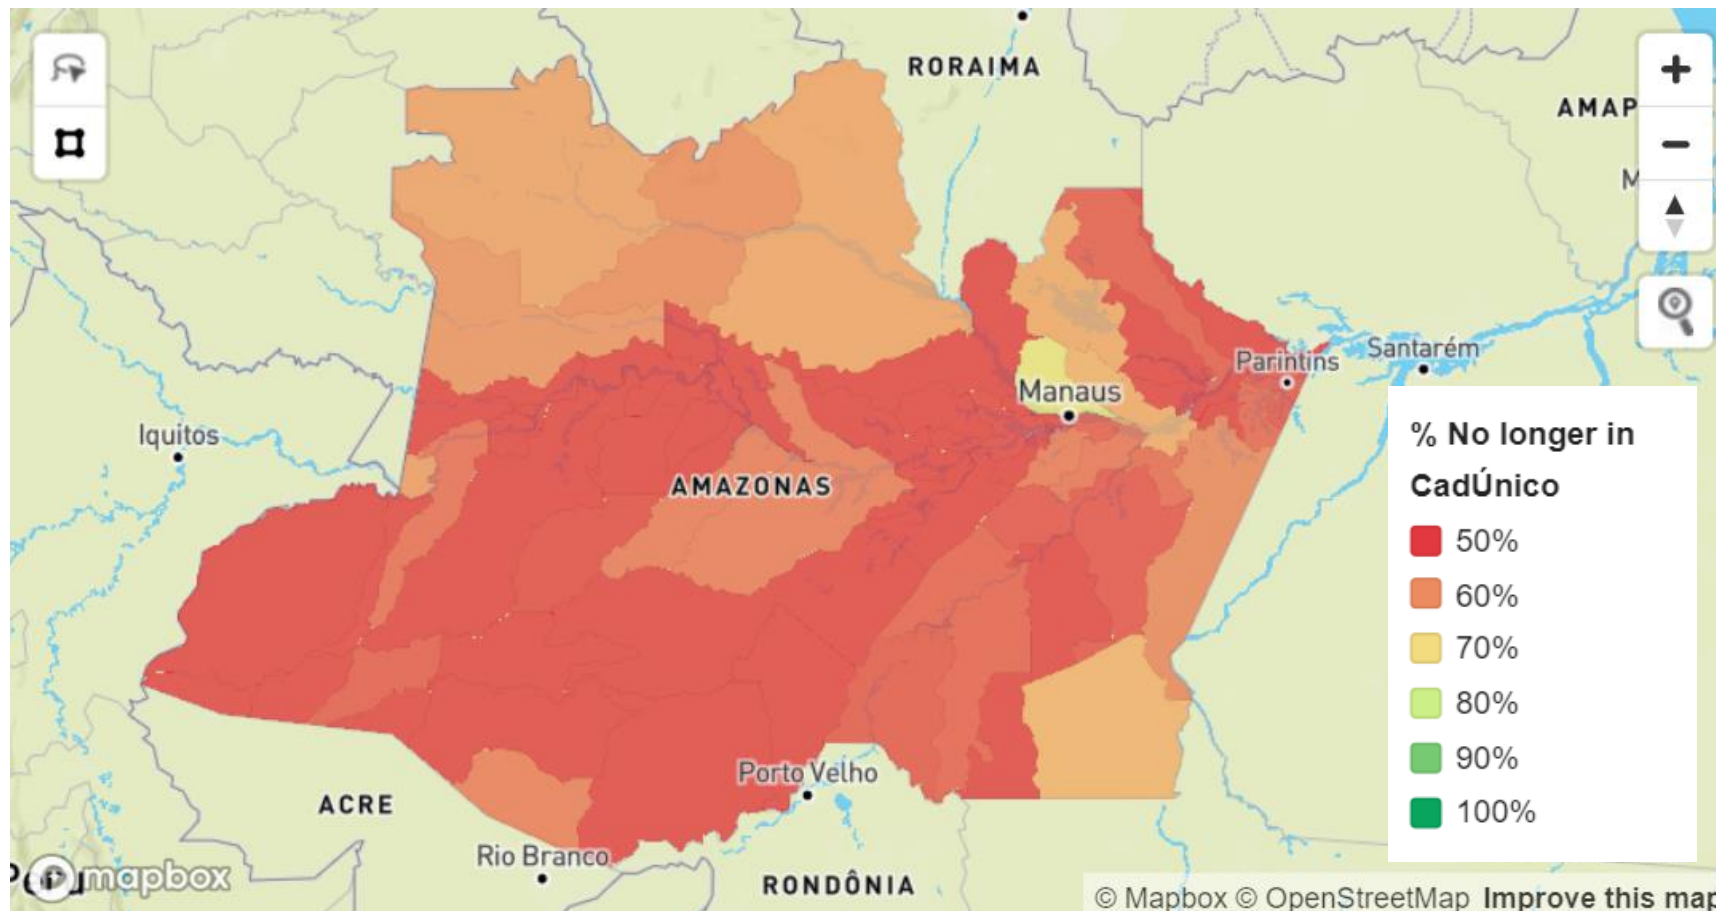 RORAIMA
AMAP
M
Parintins
Santarém
Manaus
Iquitos
AMAZONAS
% No longer in
CadÚnico
50%
60%
70%
80%
90%
100%
Porto Velho
ACRE
Rio Branco
RONDÔNIA
Peru
mapbox
© Mapbox © OpenStreetMap Improve this map